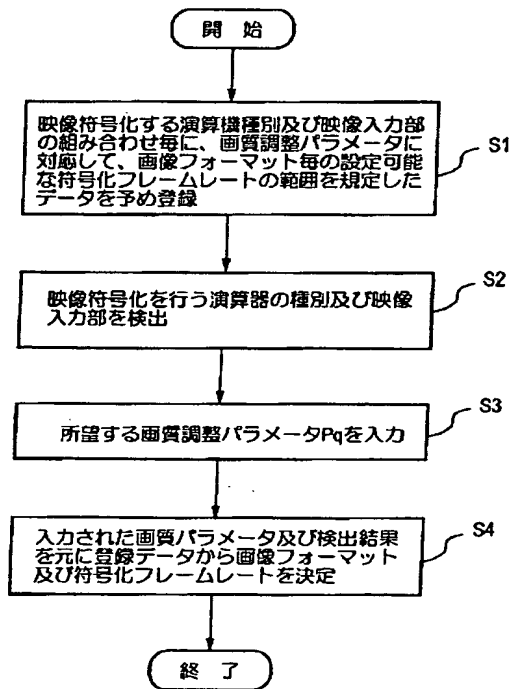 開 始
映像符号化する演算機種別及び映像入力部
の組み合わせ毎に、画質調整パラメータに
対応して、画像フォーマット毎の設定可能
な符号化フレームレートの範囲を規定した
データを予め登録
S1
映像符号化を行う演算器の種別及び映像
入力部を検出
S2
所望する画質調整パラメータPqを入力
S3
入力された画質パラメータ及び検出結果
を元に登録データから画像フォーマット
及び符号化フレームレートを決定
S4
終 了